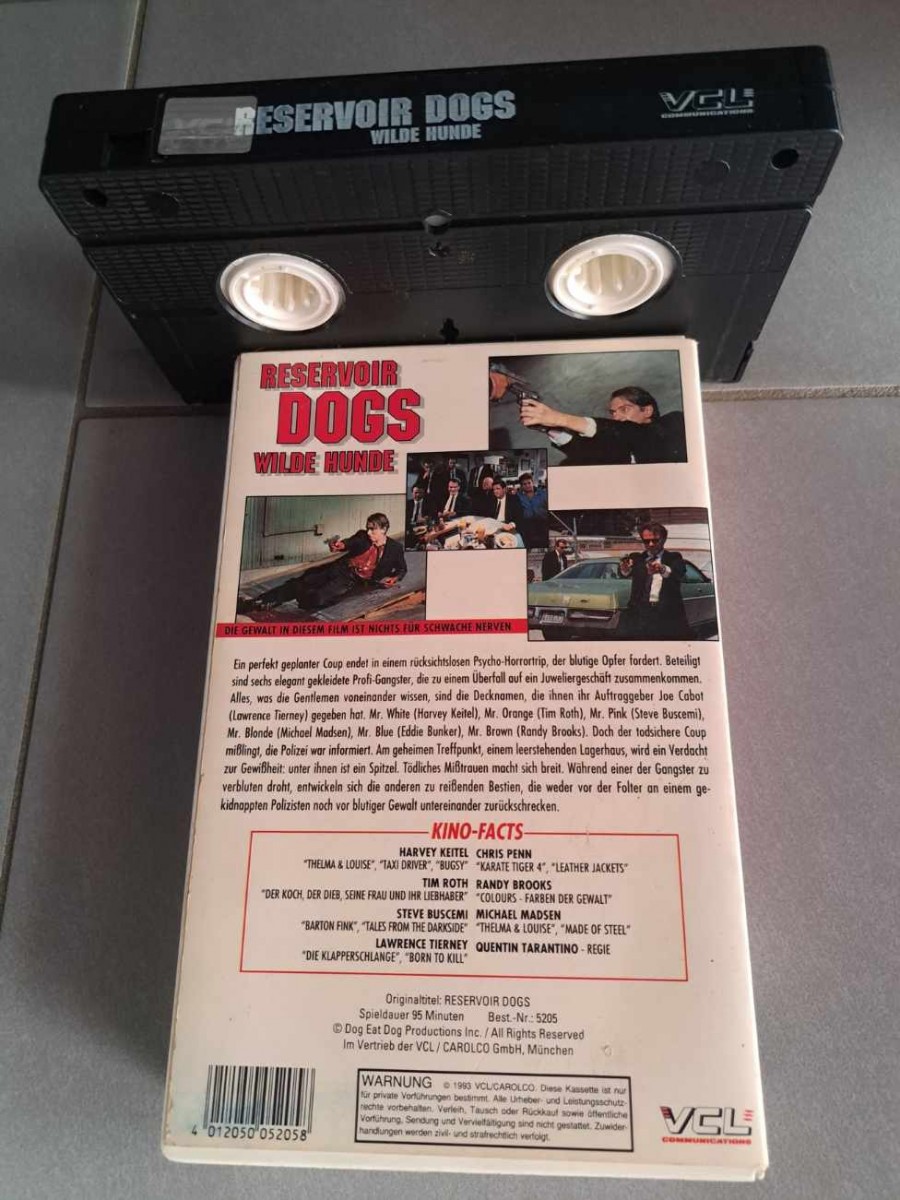 RESERVOIR DOGS
WILDE HUNDE
VCL
COMMUNICATIONS
RESERVOIR
DOGS
WILDE HUNDE
DIE GEWALT IN DIESEM FILM IST NICHTS FÜR SCHWACHE NERVEN
Ein perfekt geplanter Coup endet in einem rücksichtslosen Psycho-Horrortrip, der blutige Opfer fordert. Beteiligt
sind sechs elegant gekleidete Profi-Gangster, die zu einem Überfall auf ein Juweliergeschäft zusammenkommen.
Alles, was die Gentlemen voneinander wissen, sind die Decknamen, die ihnen ihr Auftraggeber Joe Cabot
(Lawrence Tierney) gegeben hat. Mr. White (Harvey Keitel), Mr. Orange (Tim Roth), Mr. Pink (Steve Buscemi),
Mr. Blonde (Michael Madsen), Mr. Blue (Eddie Bunker), Mr. Brown (Randy Brooks). Doch der todsichere Coup
mißlingt, die Polizei war informiert. Am geheimen Treffpunkt, einem leerstehenden Lagerhaus, wird ein Verdacht
zur Gewißheit: unter ihnen ist ein Spitzel. Tödliches Mißtrauen macht sich breit. Während einer der Gangster zu
verbluten droht, entwickeln sich die anderen zu reißenden Bestien, die weder vor der Folter an einem ge-
kidnappten Polizisten noch vor blutiger Gewalt untereinander zurückschrecken.
KINO-FACTS
HARVEY KEITEL
"THELMA & LOUISE", "TAXI DRIVER", "BUGSY"
TIM ROTH
"DER KOCH, DER DIEB, SEINE FRAU UND IHR LIEBHABER"
STEVE BUSCEMI
"BARTON FINK", "TALES FROM THE DARKSIDE"
LAWRENCE TIERNEY
"DIE KLAPPERSCHLANGE", "BORN TO KILL"
CHRIS PENN
"KARATE TIGER 4", "LEATHER JACKETS"
RANDY BROOKS
"COLOURS - FARBEN DER GEWALT"
MICHAEL MADSEN
"THELMA & LOUISE", "MADE OF STEEL"
QUENTIN TARANTINO - REGIE
Originaltitel: RESERVOIR DOGS
Spieldauer 95 Minuten Best.-Nr.: 5205
© Dog Eat Dog Productions Inc. / All Rights Reserved
Im Vertrieb der VCL / CAROLCO GmbH, München
4 012050 052058
WARNUNG © 1993 VCL/CAROLCO. Diese Kassette ist nur
für private Vorführungen bestimmt. Alle Urheber- und Leistungsschutz-
rechte vorbehalten. Verleih, Tausch oder Rückkauf sowie öffentliche
Vorführung, Sendung und Vervielfältigung sind nicht gestattet. Zuwider-
handlungen werden zivil- und strafrechtlich verfolgt.
VCL
COMMUNICATIONS